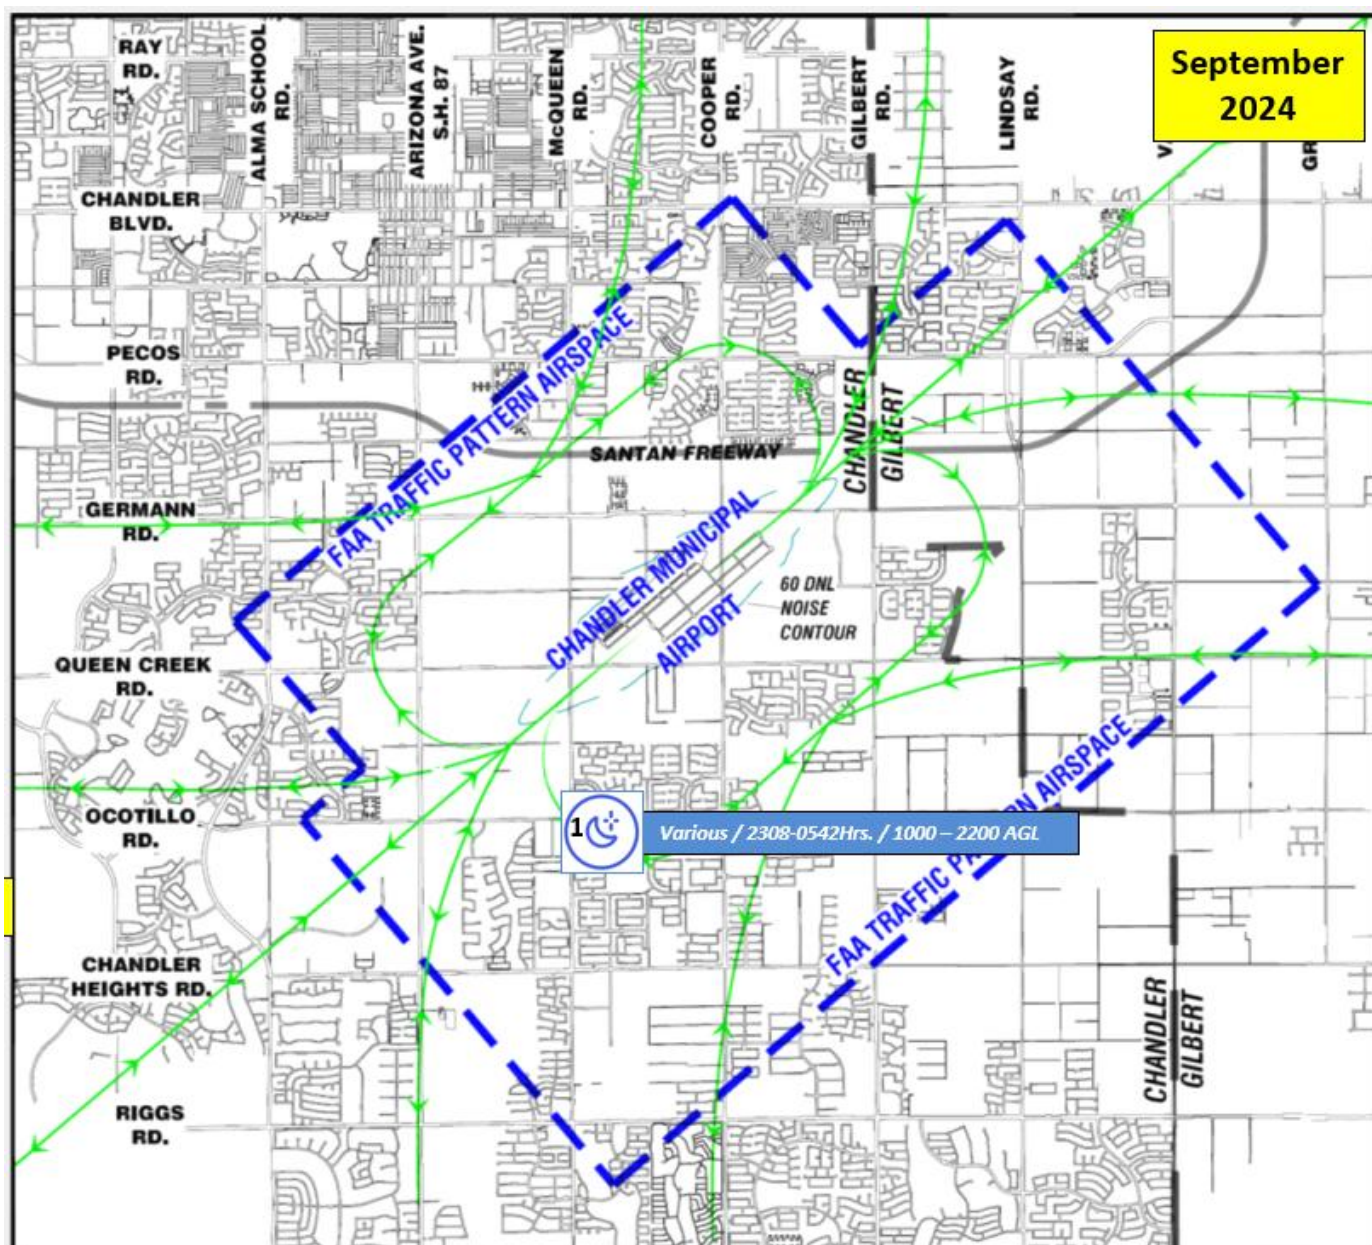 RAY
RD.
ALMA SCHOOL
RD.
ARIZONA AVE.
S.H. 87
McQUEEN
RD.
COOPER
RD.
GILBERT
RD.
LINDSAY
RD.
V
GR
September
2024
CHANDLER
BLVD.
PECOS
RD.
FAA TRAFFIC PATTERN AIRSPACE
SANTAN FREEWAY
CHANDLER
GILBERT
GERMANN
RD.
CHANDLER MUNICIPAL
AIRPORT
60 DNL
NOISE
CONTOUR
QUEEN CREEK
RD.
OCOTILLO
RD.
1
Various / 2308-0542Hrs. / 1000 – 2200 AGL
FAA TRAFFIC PA RN AIRSPACE
CHANDLER
HEIGHTS RD.
CHANDLER
GILBERT
RIGGS
RD.